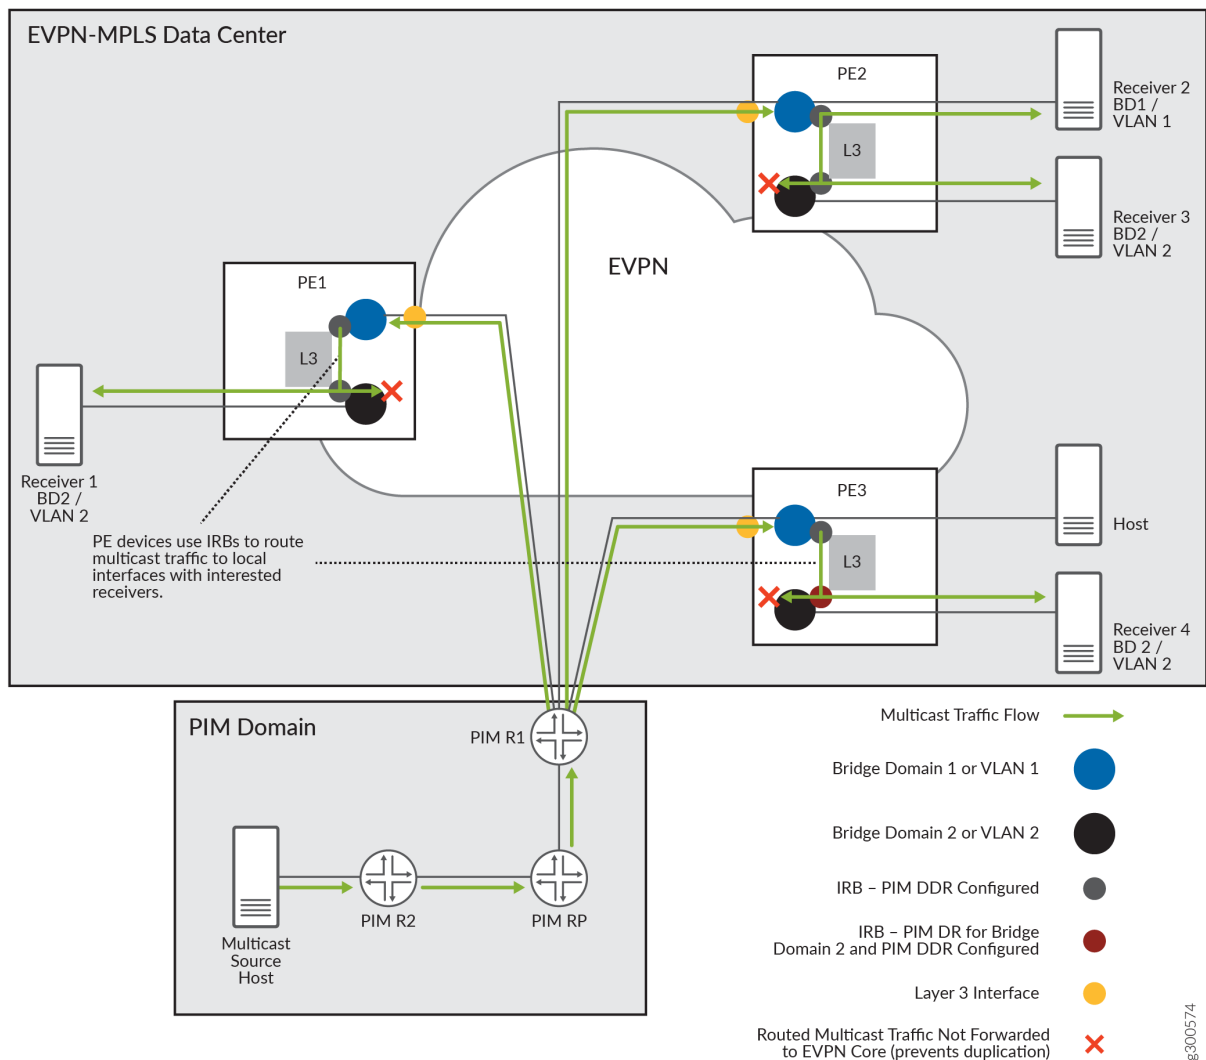 EVPN-MPLS Data Center
PE2
Receiver 2
BD1 /
VLAN 1
L3
Receiver 3
BD2 /
VLAN 2
EVPN
PE1
L3
Receiver 1
BD2 /
VLAN 2
PE devices use IRBs to route
multicast traffic to local
interfaces with interested
receivers.
PE3
Host
L3
Receiver 4
BD 2 /
VLAN 2
PIM Domain
PIM R1
PIM R2
PIM RP
Multicast
Source
Host
Multicast Traffic Flow
Bridge Domain 1 or VLAN 1
Bridge Domain 2 or VLAN 2
IRB – PIM DDR Configured
IRB – PIM DR for Bridge
Domain 2 and PIM DDR Configured
Layer 3 Interface
Routed Multicast Traffic Not Forwarded
to EVPN Core (prevents duplication)
g300574